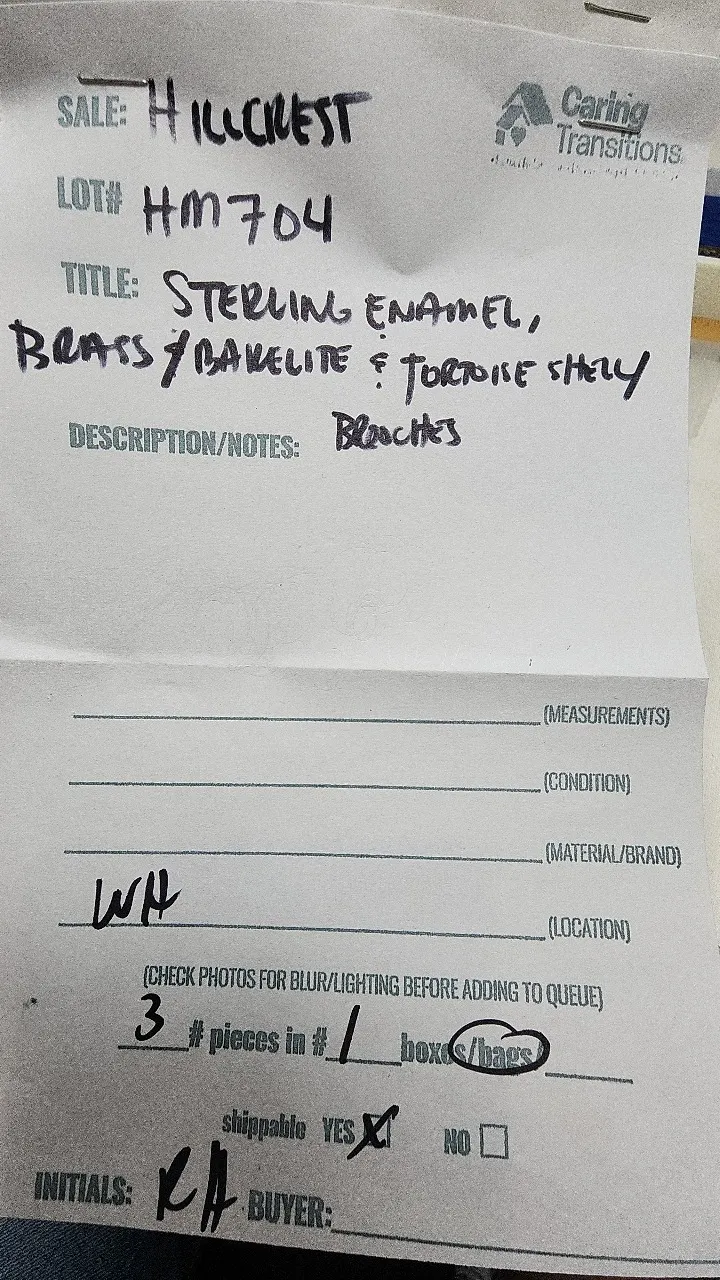 SALE: HILLCREST
Caring
Transitions
LOT# HM704
TITLE: STERLING ENAMEL,
BRASS / BAKELITE & TORTOISE SHELL
BROOCHES
DESCRIPTION/NOTES:
(MEASUREMENTS)
(CONDITION)
(MATERIAL/BRAND)
WH (LOCATION)
(CHECK PHOTOS FOR BLUR/LIGHTING BEFORE ADDING TO QUEUE)
3 # pieces in # 1 boxes/bags
shippable YES X NO
INITIALS: RA BUYER: